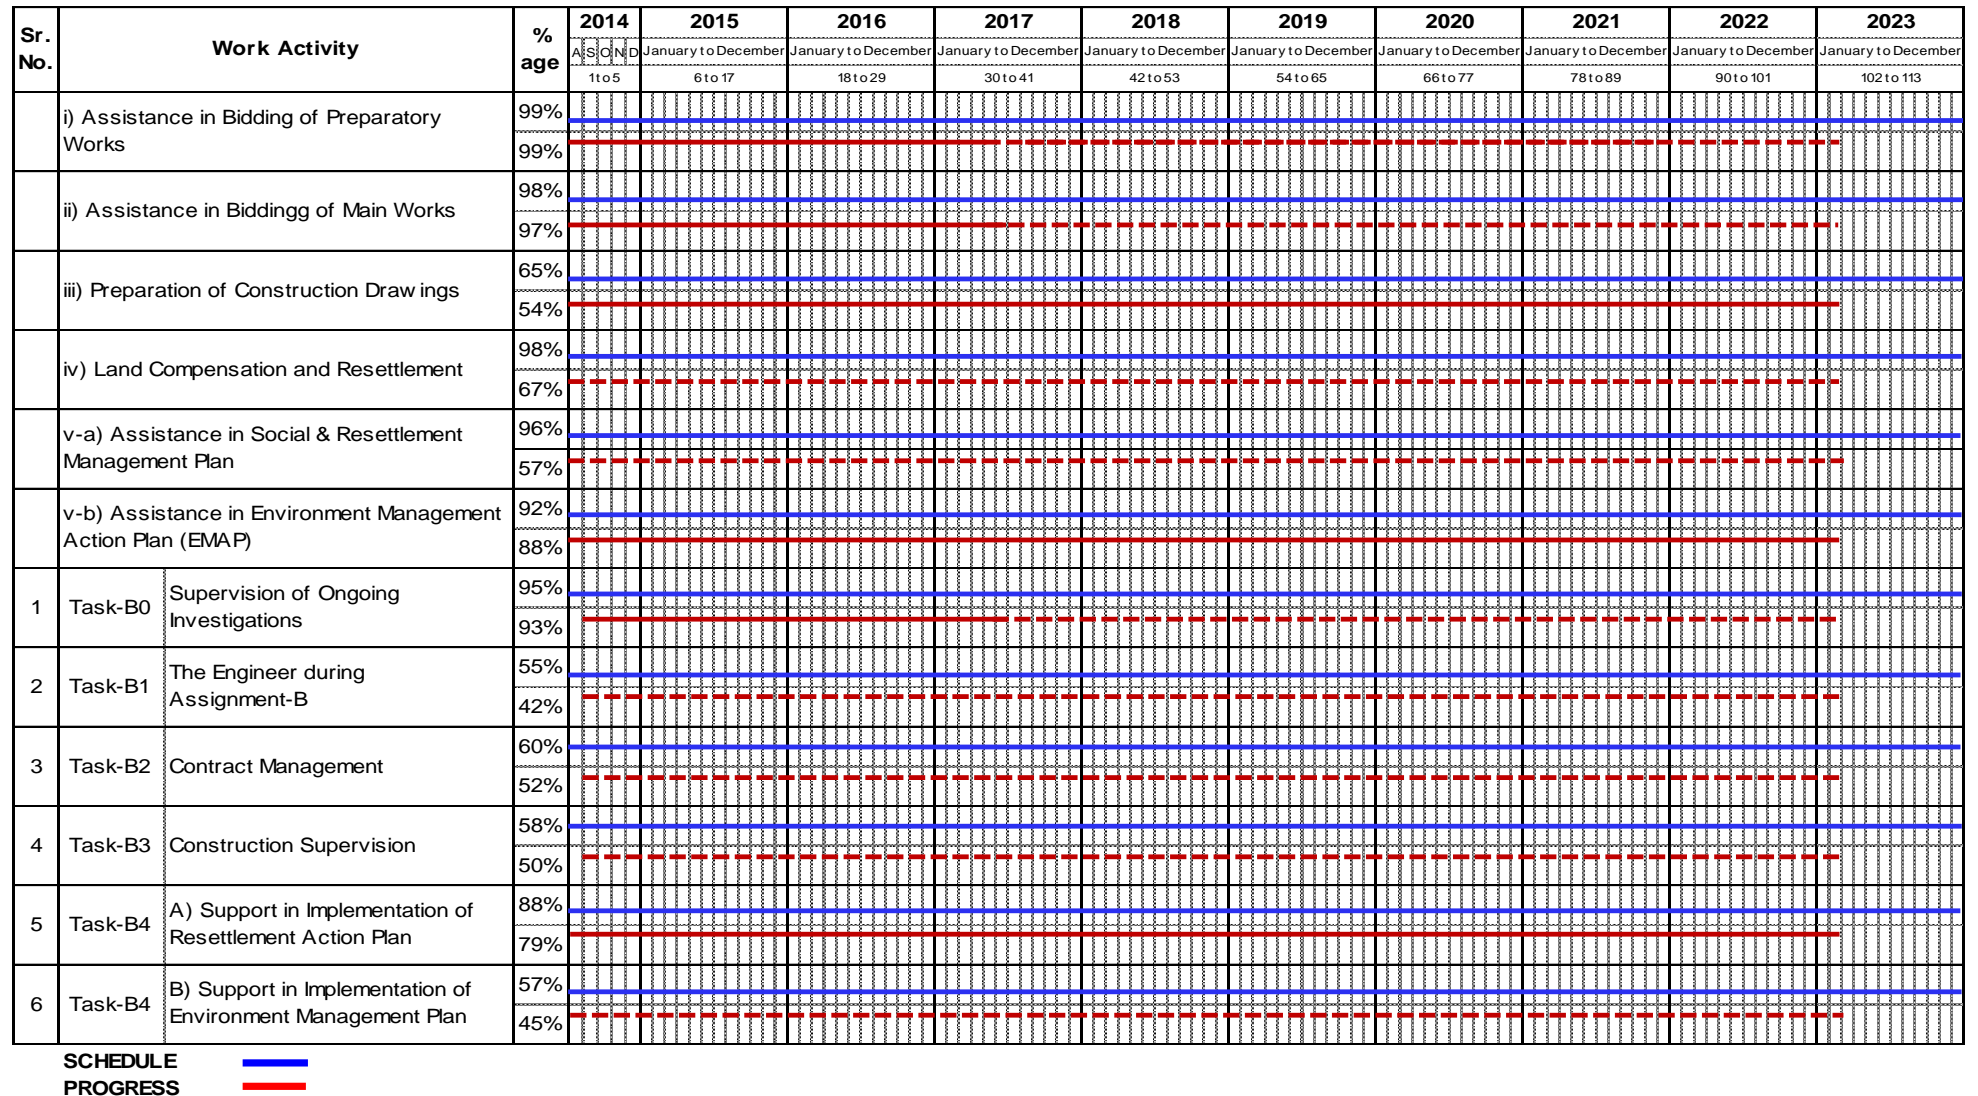 Sr. No. Work Activity % age 2014 2015 2016 2017 2018 2019 2020 2021 2022 2023
A S O N D January to December January to December January to December January to December January to December January to December January to December January to December January to December
1 to 5 6 to 17 18 to 29 30 to 41 42 to 53 54 to 65 66 to 77 78 to 89 90 to 101 102 to 113
i) Assistance in Bidding of Preparatory
Works
99%
99%
ii) Assistance in Biddingg of Main Works
98%
97%
iii) Preparation of Construction Drawings
65%
54%
iv) Land Compensation and Resettlement
98%
67%
v-a) Assistance in Social & Resettlement
Management Plan
96%
57%
v-b) Assistance in Environment Management
Action Plan (EMAP)
92%
88%
1 Task-B0 Supervision of Ongoing
Investigations
95%
93%
2 Task-B1 The Engineer during
Assignment-B
55%
42%
3 Task-B2 Contract Management
60%
52%
4 Task-B3 Construction Supervision
58%
50%
5 Task-B4 A) Support in Implementation of
Resettlement Action Plan
88%
79%
6 Task-B4 B) Support in Implementation of
Environment Management Plan
57%
45%
SCHEDULE
PROGRESS